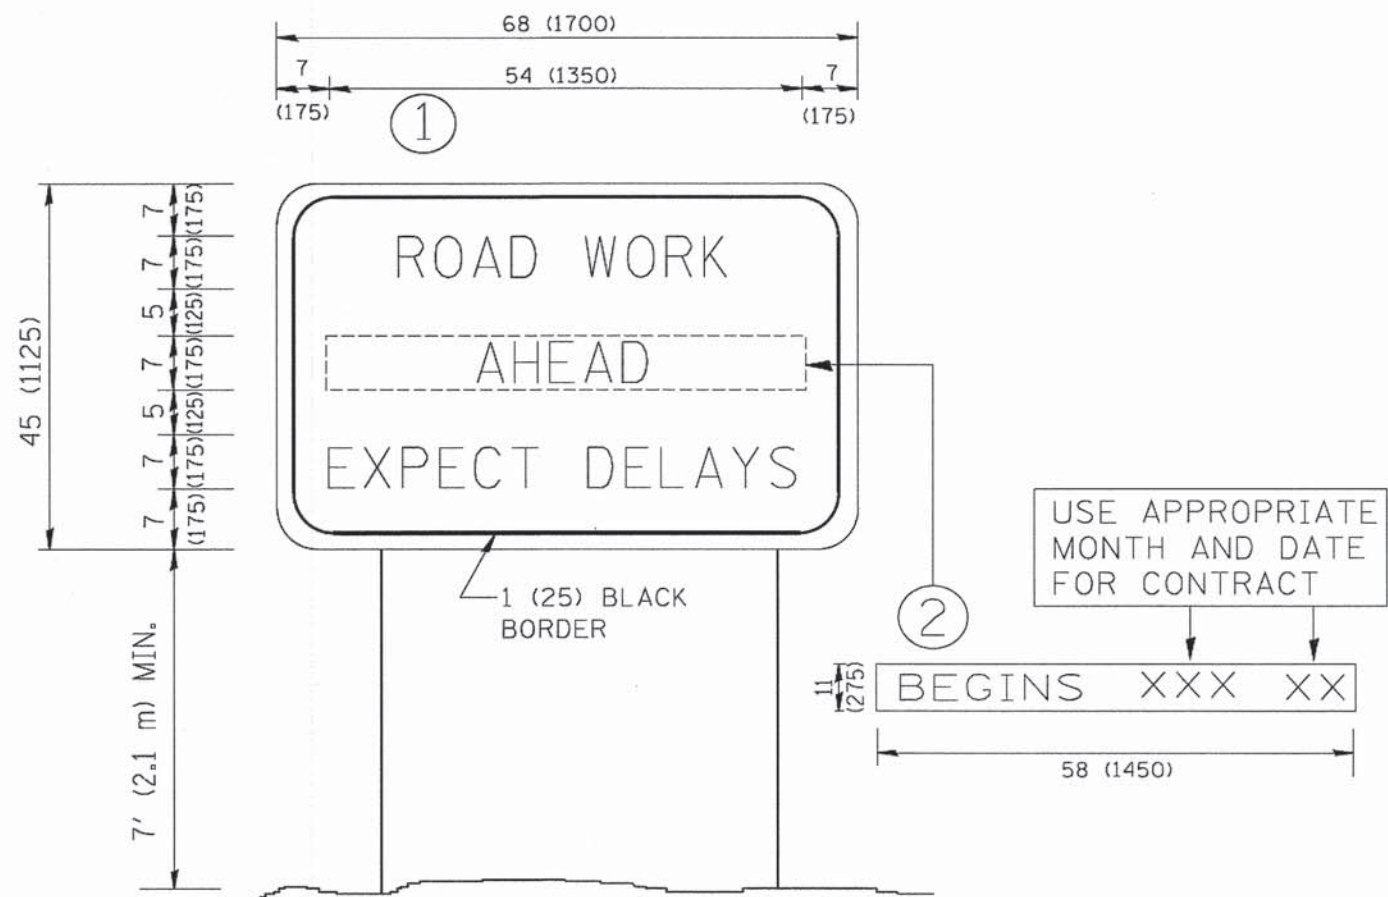 68 (1700)
7 54 (1350) 7
(175) (175)
1
7 (175)
7 (175)
5 (125)
7 (175)
5 (125)
7 (175)
7 (175)
45 (1125)
ROAD WORK
AHEAD
EXPECT DELAYS
1 (25) BLACK
BORDER
7' (2.1 m) MIN.
2
USE APPROPRIATE
MONTH AND DATE
FOR CONTRACT
11
(275)
BEGINS XXX XX
58 (1450)